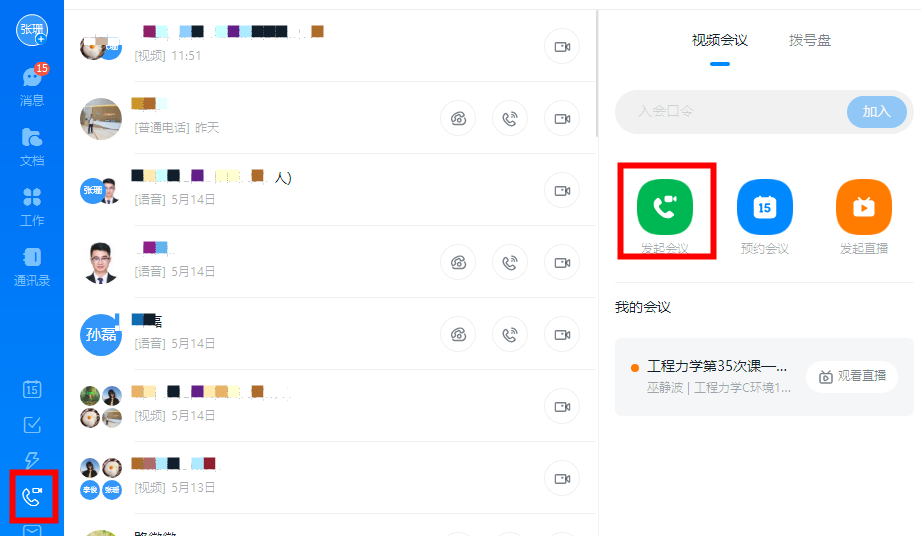 张珊
15
消息
文档
工作
通讯录
15
[视频] 11:51
[普通电话] 昨天
张珊
人)
[语音] 5月14日
[语音] 5月14日
孙磊
磊
[语音] 5月14日
[视频] 5月14日
李俊 张珊
[视频] 5月13日
视频会议 拨号盘
入会口令 加入
15
发起会议 预约会议 发起直播
我的会议
工程力学第35次课—...
巫静波 | 工程力学C环境1... 观看直播